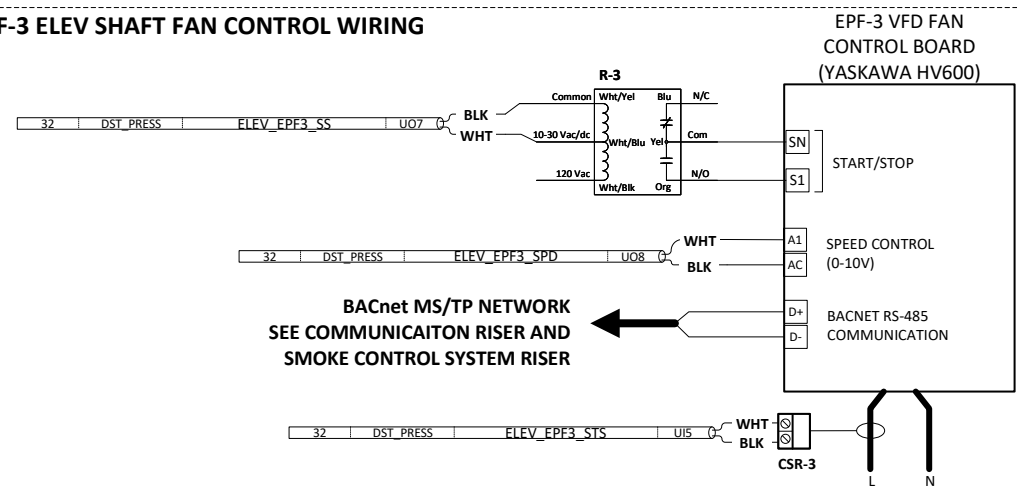 F-3 ELEV SHAFT FAN CONTROL WIRING
EPF-3 VFD FAN
CONTROL BOARD
(YASKAWA HV600)
R-3
Common
Wht/Yel
Blu
N/C
BLK
WHT
32
DST_PRESS
ELEV_EPF3_SS
UO7
10-30 Vac/dc
Wht/Blu
Yel
Com
SN
START/STOP
120 Vac
Wht/Blk
Org
N/O
S1
WHT
A1
SPEED CONTROL
32
DST_PRESS
ELEV_EPF3_SPD
UO8
BLK
AC
(0-10V)
BACnet MS/TP NETWORK
SEE COMMUNICAITON RISER AND
SMOKE CONTROL SYSTEM RISER
D+
BACNET RS-485
D-
COMMUNICATION
WHT
32
DST_PRESS
ELEV_EPF3_STS
UI5
BLK
CSR-3
L
N